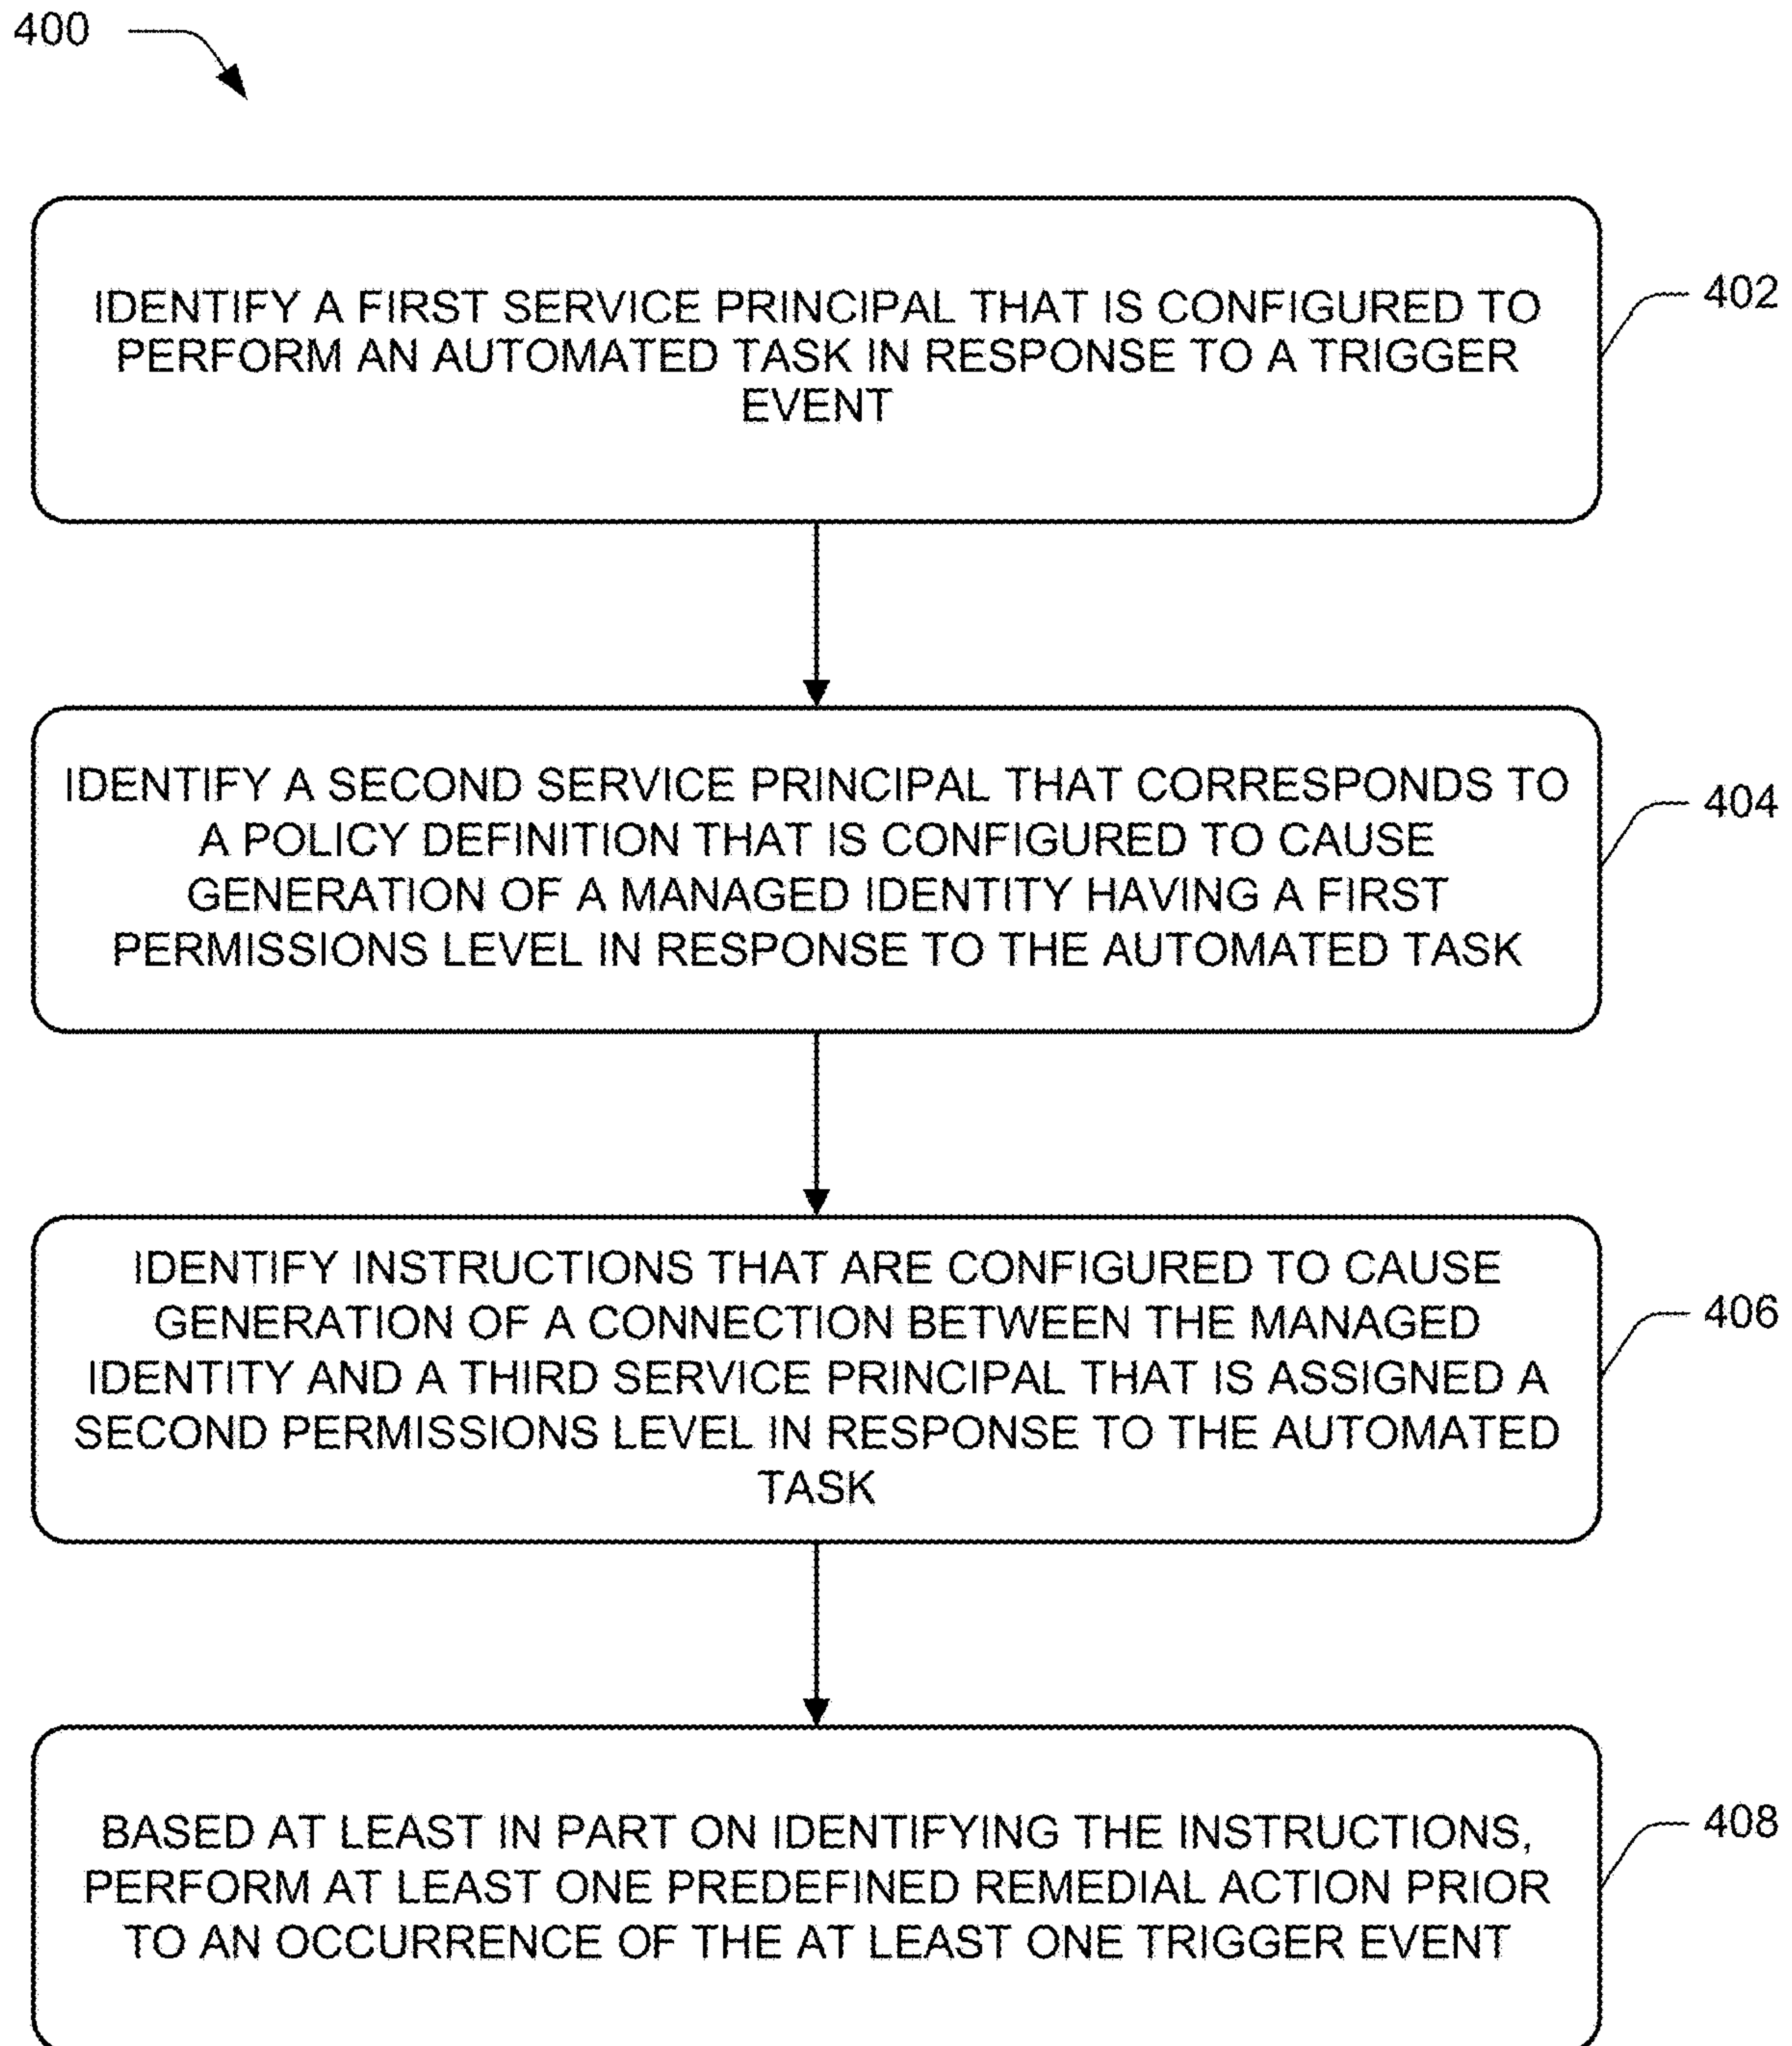 400
IDENTIFY A FIRST SERVICE PRINCIPAL THAT IS CONFIGURED TO
PERFORM AN AUTOMATED TASK IN RESPONSE TO A TRIGGER
EVENT
402
IDENTIFY A SECOND SERVICE PRINCIPAL THAT CORRESPONDS TO
A POLICY DEFINITION THAT IS CONFIGURED TO CAUSE
GENERATION OF A MANAGED IDENTITY HAVING A FIRST
PERMISSIONS LEVEL IN RESPONSE TO THE AUTOMATED TASK
404
IDENTIFY INSTRUCTIONS THAT ARE CONFIGURED TO CAUSE
GENERATION OF A CONNECTION BETWEEN THE MANAGED
IDENTITY AND A THIRD SERVICE PRINCIPAL THAT IS ASSIGNED A
SECOND PERMISSIONS LEVEL IN RESPONSE TO THE AUTOMATED
TASK
406
BASED AT LEAST IN PART ON IDENTIFYING THE INSTRUCTIONS,
PERFORM AT LEAST ONE PREDEFINED REMEDIAL ACTION PRIOR
TO AN OCCURRENCE OF THE AT LEAST ONE TRIGGER EVENT
408